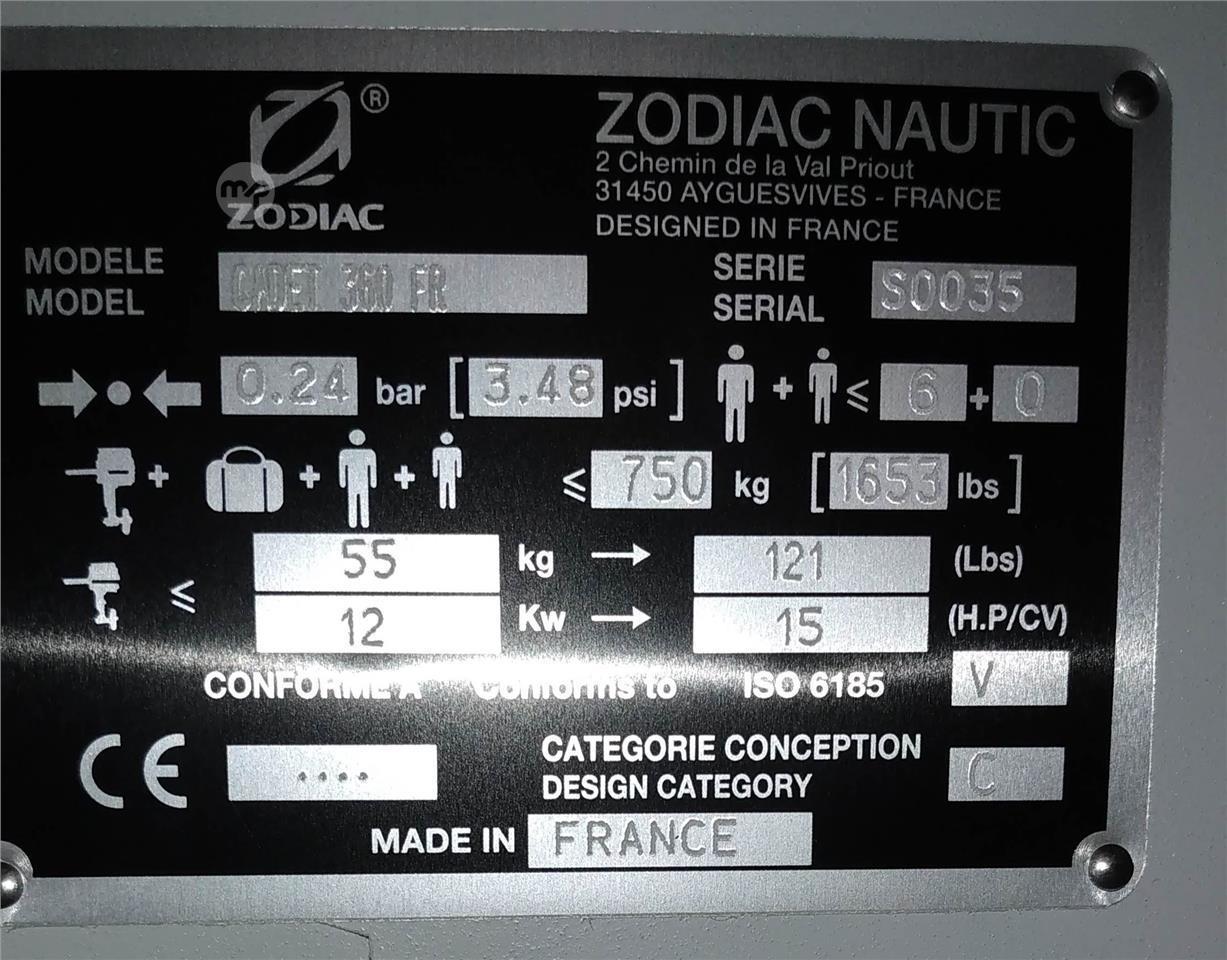 ®
ZODIAC
ZODIAC NAUTIC
2 Chemin de la Val Priout
31450 AYGUESVIVES - FRANCE
DESIGNED IN FRANCE
MODELE
MODEL
CADET 360 FR
SERIE
SERIAL
S0035
0.24 bar [3.48 psi]
+ ≤ 6 + 0
+ + + ≤ 750 kg [1653 lbs]
≤ 55 kg → 121 (Lbs)
12 Kw → 15 (H.P/CV)
CONFORME A Conforms to ISO 6185 V
CE ....
CATEGORIE CONCEPTION
DESIGN CATEGORY
C
MADE IN FRANCE